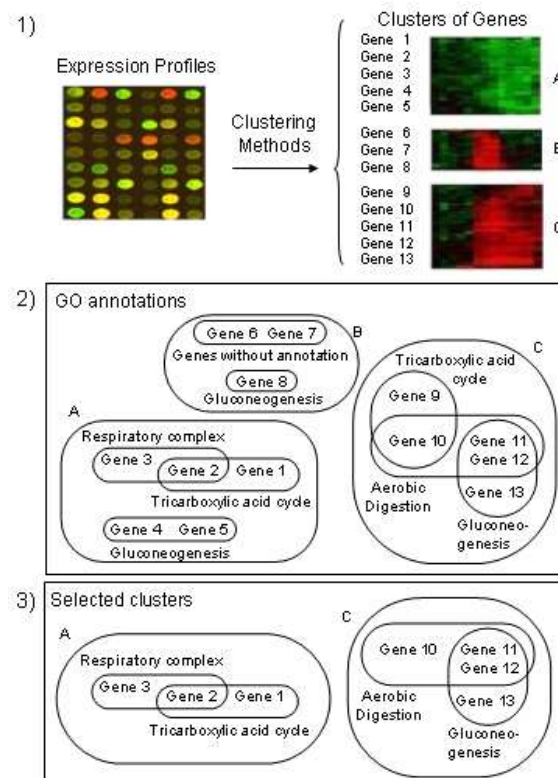 1)
Expression Profiles
Clustering
Methods
Clusters of Genes
Gene 1
Gene 2
Gene 3
Gene 4
Gene 5
A
Gene 6
Gene 7
Gene 8
Gene 9
Gene 10
Gene 11
Gene 12
Gene 13
2)
GO annotations
B
Gene 6 Gene 7
Genes without annotation
Gene 8
Gluconeogenesis
A
Respiratory complex
Gene 3
Gene 2
Gene 1
Tricarboxylic acid cycle
Gene 4 Gene 5
Gluconeogenesis
C
Tricarboxylic acid
cycle
Gene 9
Gene 10
Gene 11
Gene 12
Gene 13
Aerobic
Digestion
Gluconeo-
genesis
3)
Selected clusters
A
Respiratory complex
Gene 3
Gene 2
Gene 1
Tricarboxylic acid cycle
C
Gene 10
Gene 11
Gene 12
Gene 13
Aerobic
Digestion
Gluconeo-
genesis